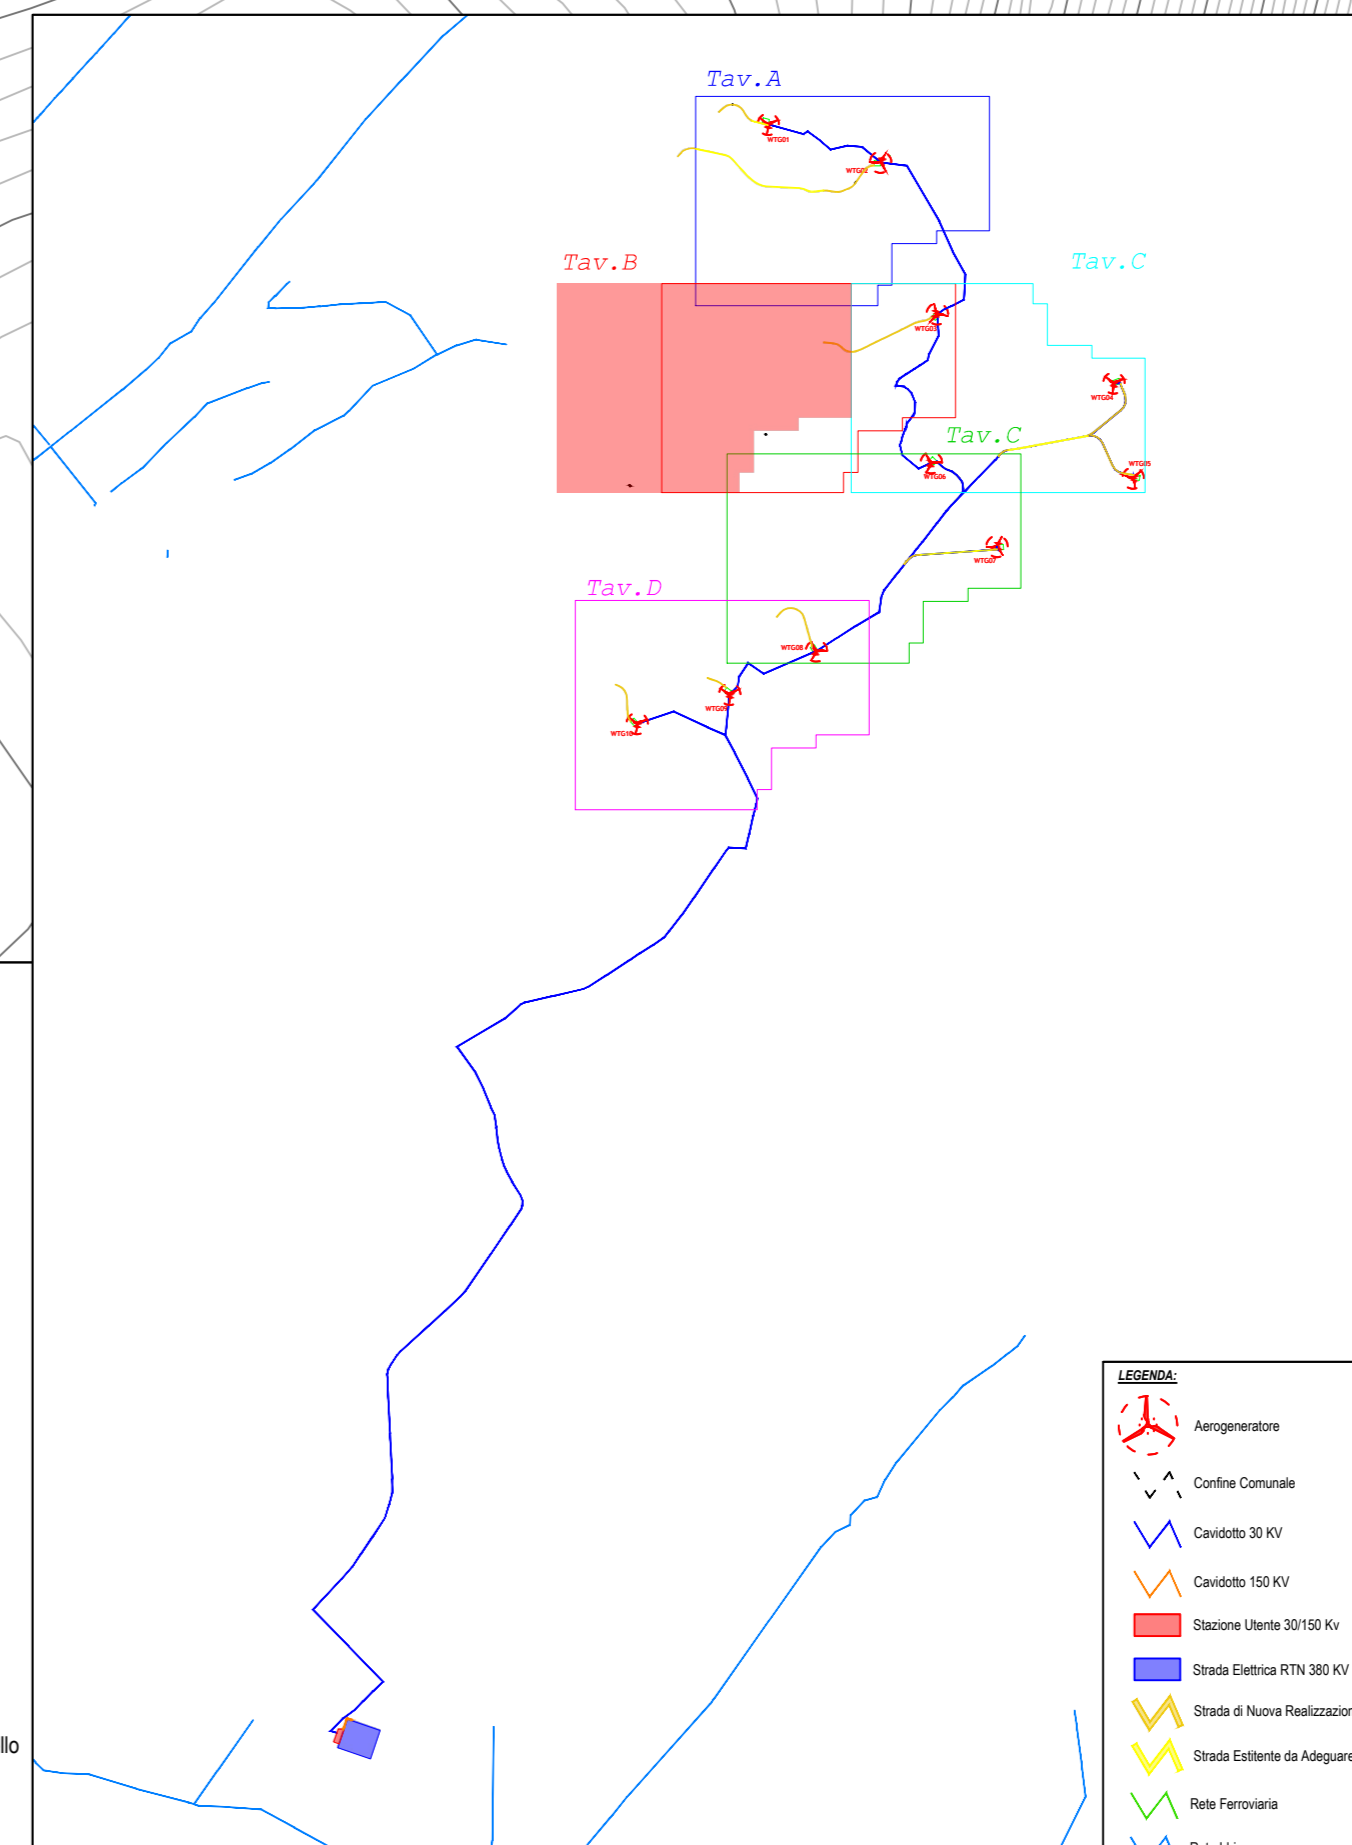 Tav.A
WTG01
WTG02
Tav.B
Tav.C
WTG03
WTG04
Tav.C
WTG05
WTG06
WTG07
Tav.D
WTG08
WTG09
WTG10
LEGENDA:
Aerogeneratore
Confine Comunale
Cavidotto 30 KV
Cavidotto 150 KV
Stazione Utente 30/150 Kv
Strada Elettrica RTN 380 KV
Strada di Nuova Realizzazion
Strada Estitente da Adeguare
llo
Rete Ferroviaria